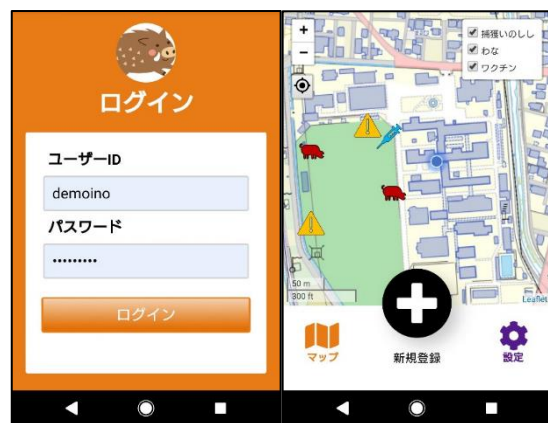 ログイン
ユーザーID
demoino
パスワード
•••••••••
ログイン
+
−
捕獲いのしし
わな
ワクチン
50 m
300 ft
Leaflet
マップ
新規登録
設定